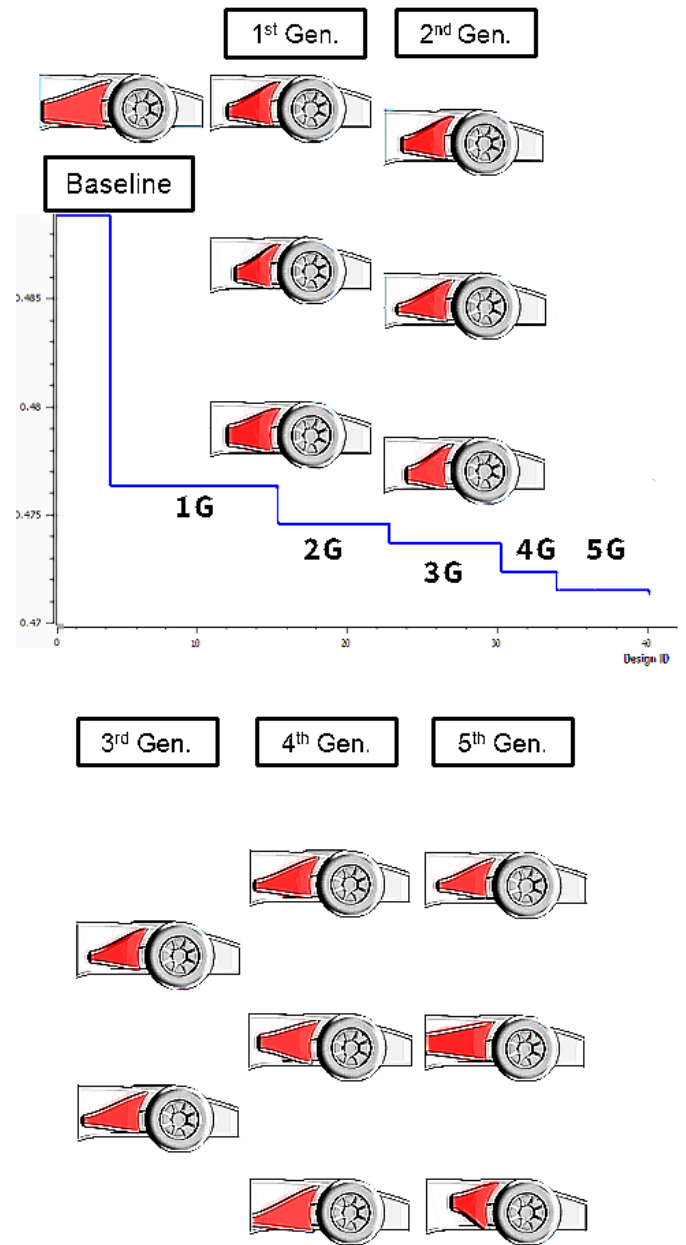 1st Gen.
2nd Gen.
Baseline
0.485
0.48
0.475
0.47
1G
2G
3G
4G
5G
0
10
20
30
40
Design ID
3rd Gen.
4th Gen.
5th Gen.